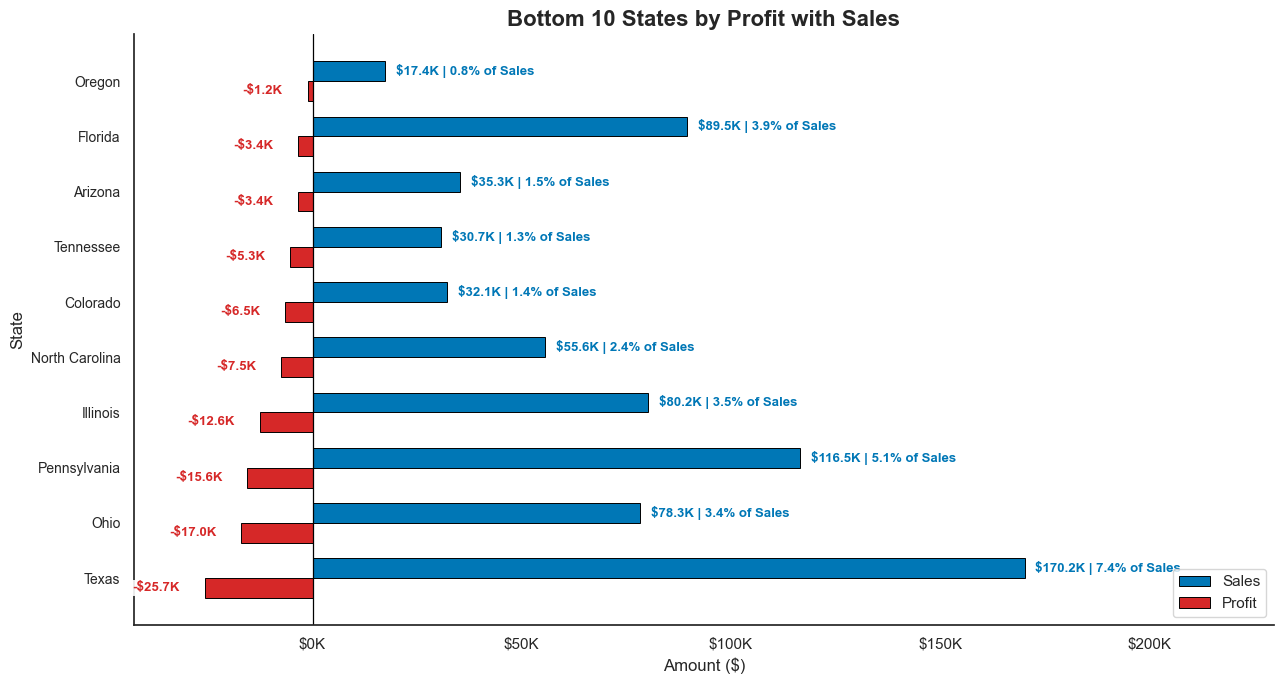 Bottom 10 States by Profit with Sales
State
Oregon
$17.4K | 0.8% of Sales
-$1.2K
Florida
$89.5K | 3.9% of Sales
-$3.4K
Arizona
$35.3K | 1.5% of Sales
-$3.4K
Tennessee
$30.7K | 1.3% of Sales
-$5.3K
Colorado
$32.1K | 1.4% of Sales
-$6.5K
North Carolina
$55.6K | 2.4% of Sales
-$7.5K
Illinois
$80.2K | 3.5% of Sales
-$12.6K
Pennsylvania
$116.5K | 5.1% of Sales
-$15.6K
Ohio
$78.3K | 3.4% of Sales
-$17.0K
Texas
$170.2K | 7.4% of Sales
-$25.7K
Sales
Profit
$0K $50K $100K $150K $200K
Amount ($)